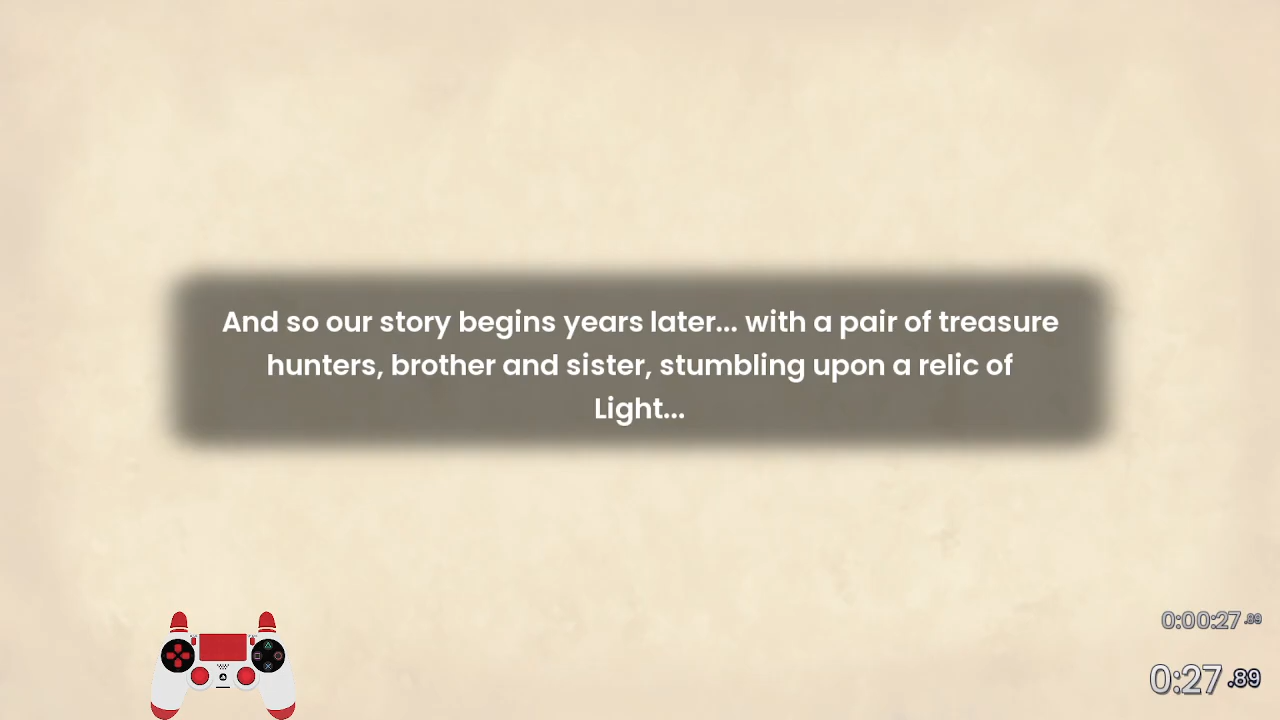 And so our story begins years later... with a pair of treasure
hunters, brother and sister, stumbling upon a relic of
Light...
0:00:27.89
0:27.89